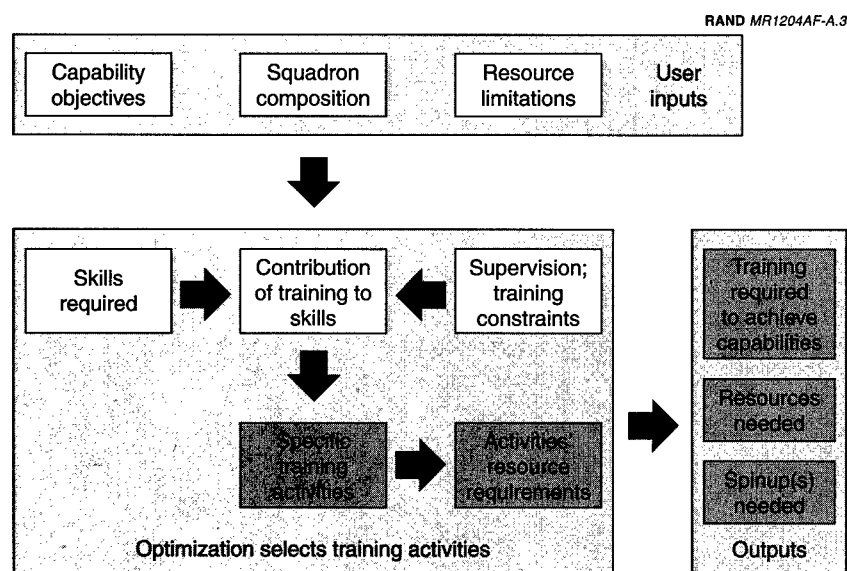 RAND MR1204AF-A.3
Capability
objectives
Squadron
composition
Resource
limitations
User
inputs
Skills
required
Contribution
of training to
skills
Supervision;
training
constraints
Specific
training
activities
Activities
resource
requirements
Optimization selects training activities
Training
required
to achieve
capabilities
Resources
needed
Spinup(s)
needed
Outputs